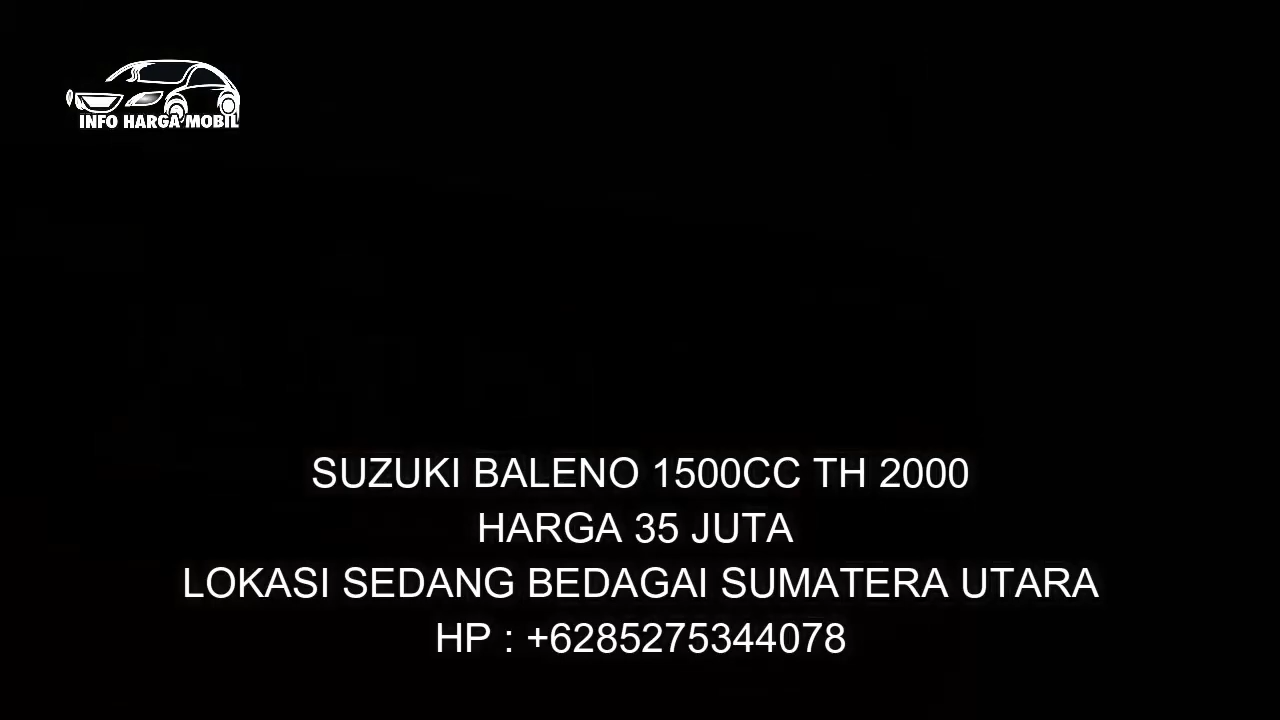 INFO HARGA MOBIL
SUZUKI BALENO 1500CC TH 2000
HARGA 35 JUTA
LOKASI SEDANG BEDAGAI SUMATERA UTARA
HP : +6285275344078